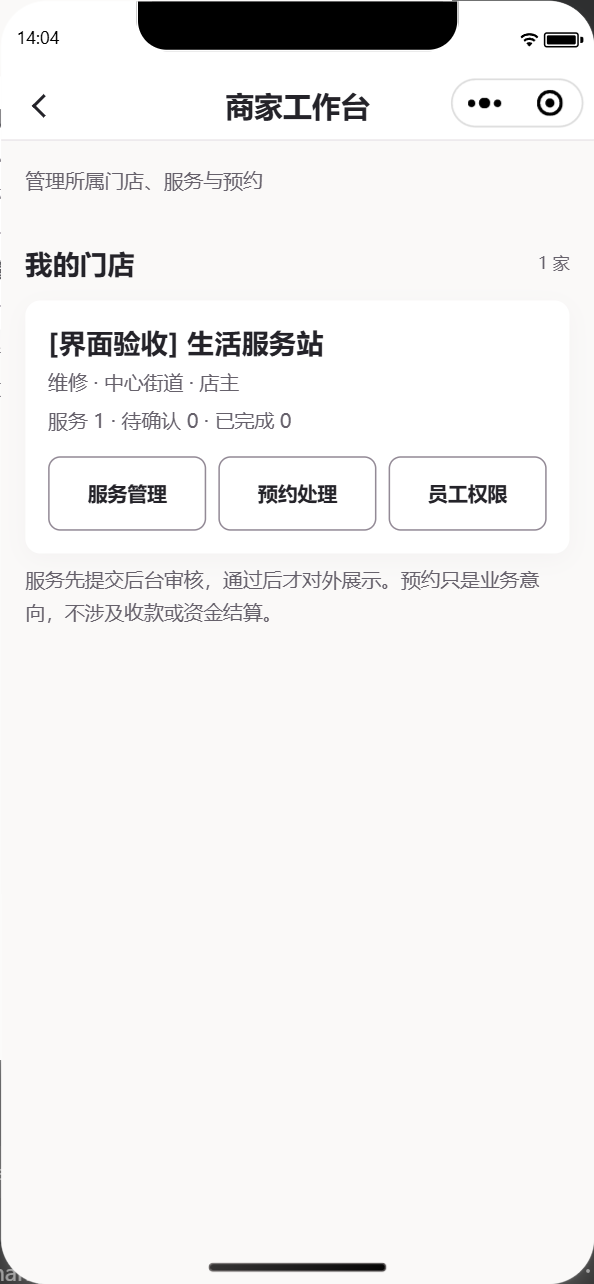 14:04
商家工作台
管理所属门店、服务与预约
我的门店
1 家
[界面验收] 生活服务站
维修 · 中心街道 · 店主
服务 1 · 待确认 0 · 已完成 0
服务管理
预约处理
员工权限
服务先提交后台审核，通过后才对外展示。预约只是业务意
向，不涉及收款或资金结算。